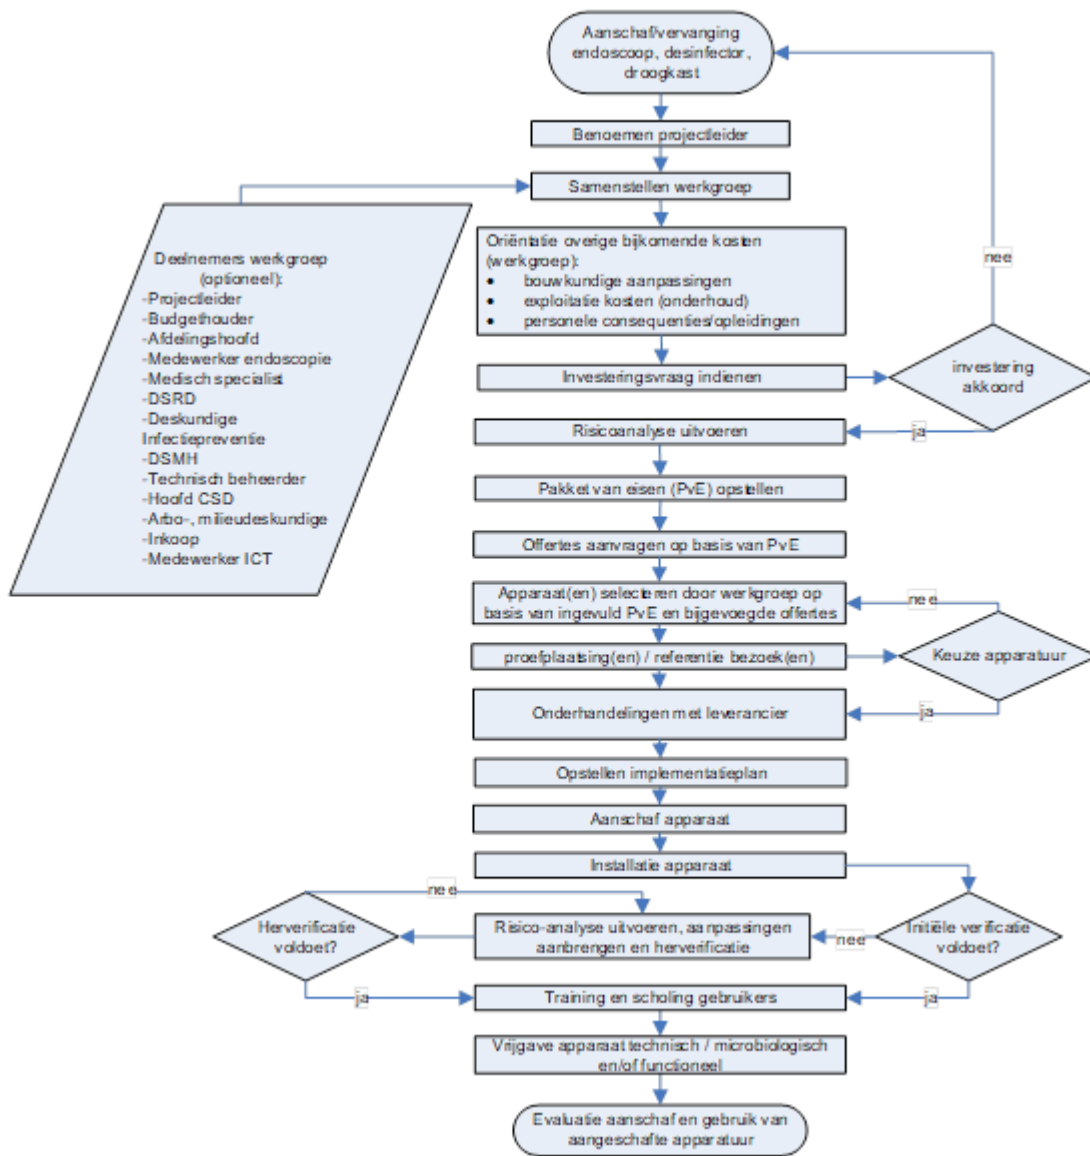 Aanschaf/vervanging
endoscoop, desinfector,
droogkast
Benoemen projectleider
Samenstellen werkgroep
Deelnemers werkgroep
(optioneel):
-Projectleider
-Budgethouder
-Afdelingshoofd
-Medewerker endoscopie
-Medisch specialist
-DSRD
-Deskundige
Infectiepreventie
-DSMH
-Technisch beheerder
-Hoofd CSD
-Arbo-, milieudeskundige
-Inkoop
-Medewerker ICT
Oriëntatie overige bijkomende kosten
(werkgroep):
• bouwkundige aanpassingen
• exploitatie kosten (onderhoud)
• personele consequenties/opleidingen
nee
Investeringsvraag indienen
investering
akkoord
Risicoanalyse uitvoeren
ja
Pakket van eisen (PvE) opstellen
Offertes aanvragen op basis van PvE
Apparaat(en) selecteren door werkgroep op
basis van ingevuld PvE en bijgevoegde offertes
nee
proefplaatsing(en) / referentie bezoek(en)
Keuze apparatuur
Onderhandelingen met leverancier
ja
Opstellen implementatieplan
Aanschaf apparaat
Installatie apparaat
nee
Herverificatie
voldoet?
Risico-analyse uitvoeren, aanpassingen
aanbrengen en herverificatie
nee
Initiële verificatie
voldoet?
ja
Training en scholing gebruikers
ja
Vrijgave apparaat technisch / microbiologisch
en/of functioneel
Evaluatie aanschaf en gebruik van
aangeschafte apparatuur